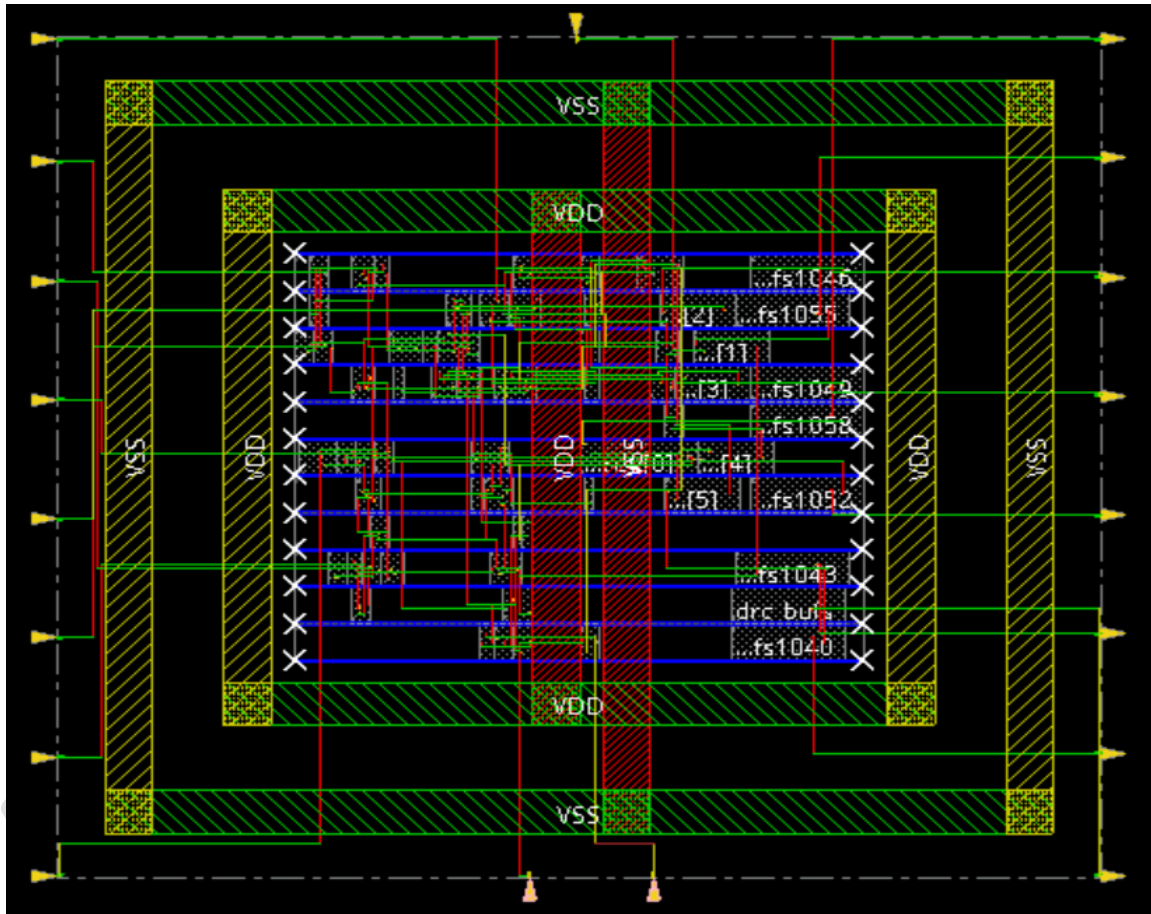 VSS
VDD
...fs1046
[2] ...fs1055
...[1]
...[3] ...fs1049
...fs1058
VSS VDD VDD VSS VDD VSS
...[0] ...[4]
...[5] ...fs1052
...fs1043
drc_bufs
...fs1040
VDD
VSS